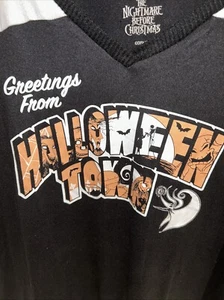 THE
NIGHTMARE
BEFORE
CHRISTMAS
Greetings
From
HALLOWEEN
TOWN